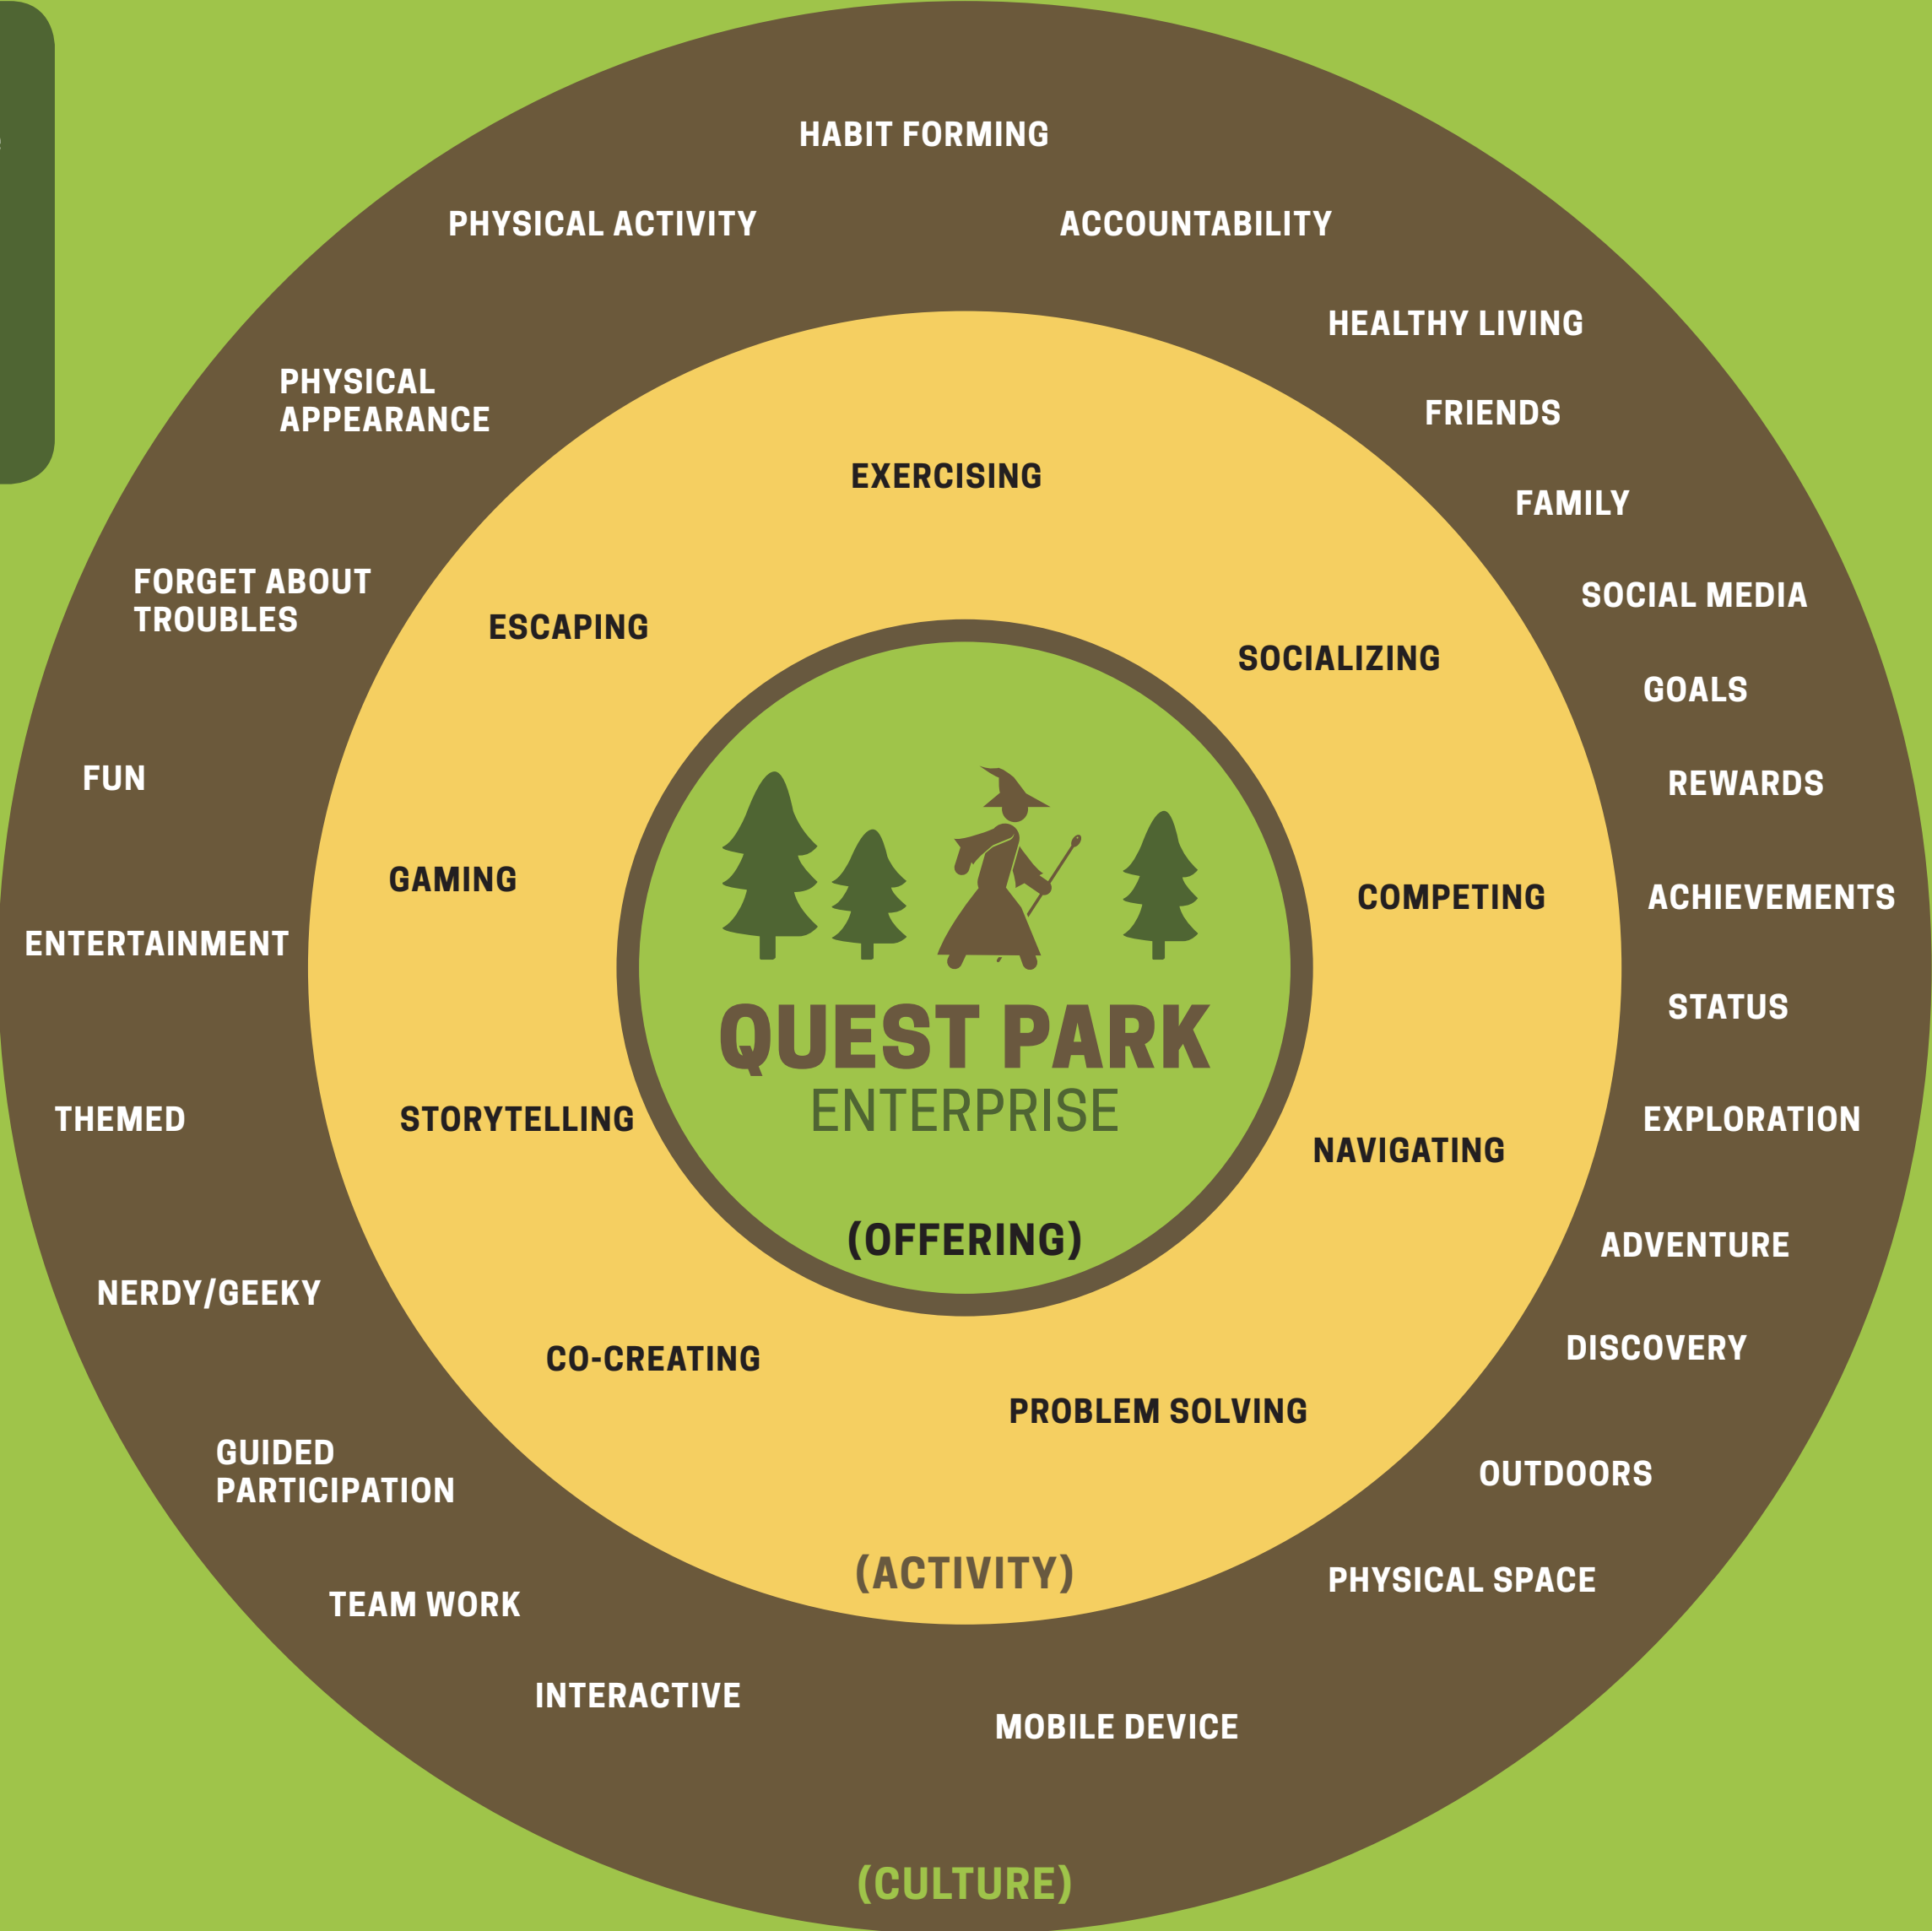 HABIT FORMING
PHYSICAL ACTIVITY
ACCOUNTABILITY
HEALTHY LIVING
PHYSICAL
APPEARANCE
FRIENDS
EXERCISING
FAMILY
FORGET ABOUT
TROUBLES
SOCIAL MEDIA
ESCAPING
SOCIALIZING
GOALS
FUN
REWARDS
GAMING
COMPETING
ACHIEVEMENTS
ENTERTAINMENT
STATUS
QUEST PARK
ENTERPRISE
THEMED
STORYTELLING
EXPLORATION
NAVIGATING
(OFFERING)
ADVENTURE
NERDY/GEEKY
DISCOVERY
CO-CREATING
PROBLEM SOLVING
GUIDED
PARTICIPATION
OUTDOORS
(ACTIVITY)
PHYSICAL SPACE
TEAM WORK
INTERACTIVE
MOBILE DEVICE
(CULTURE)